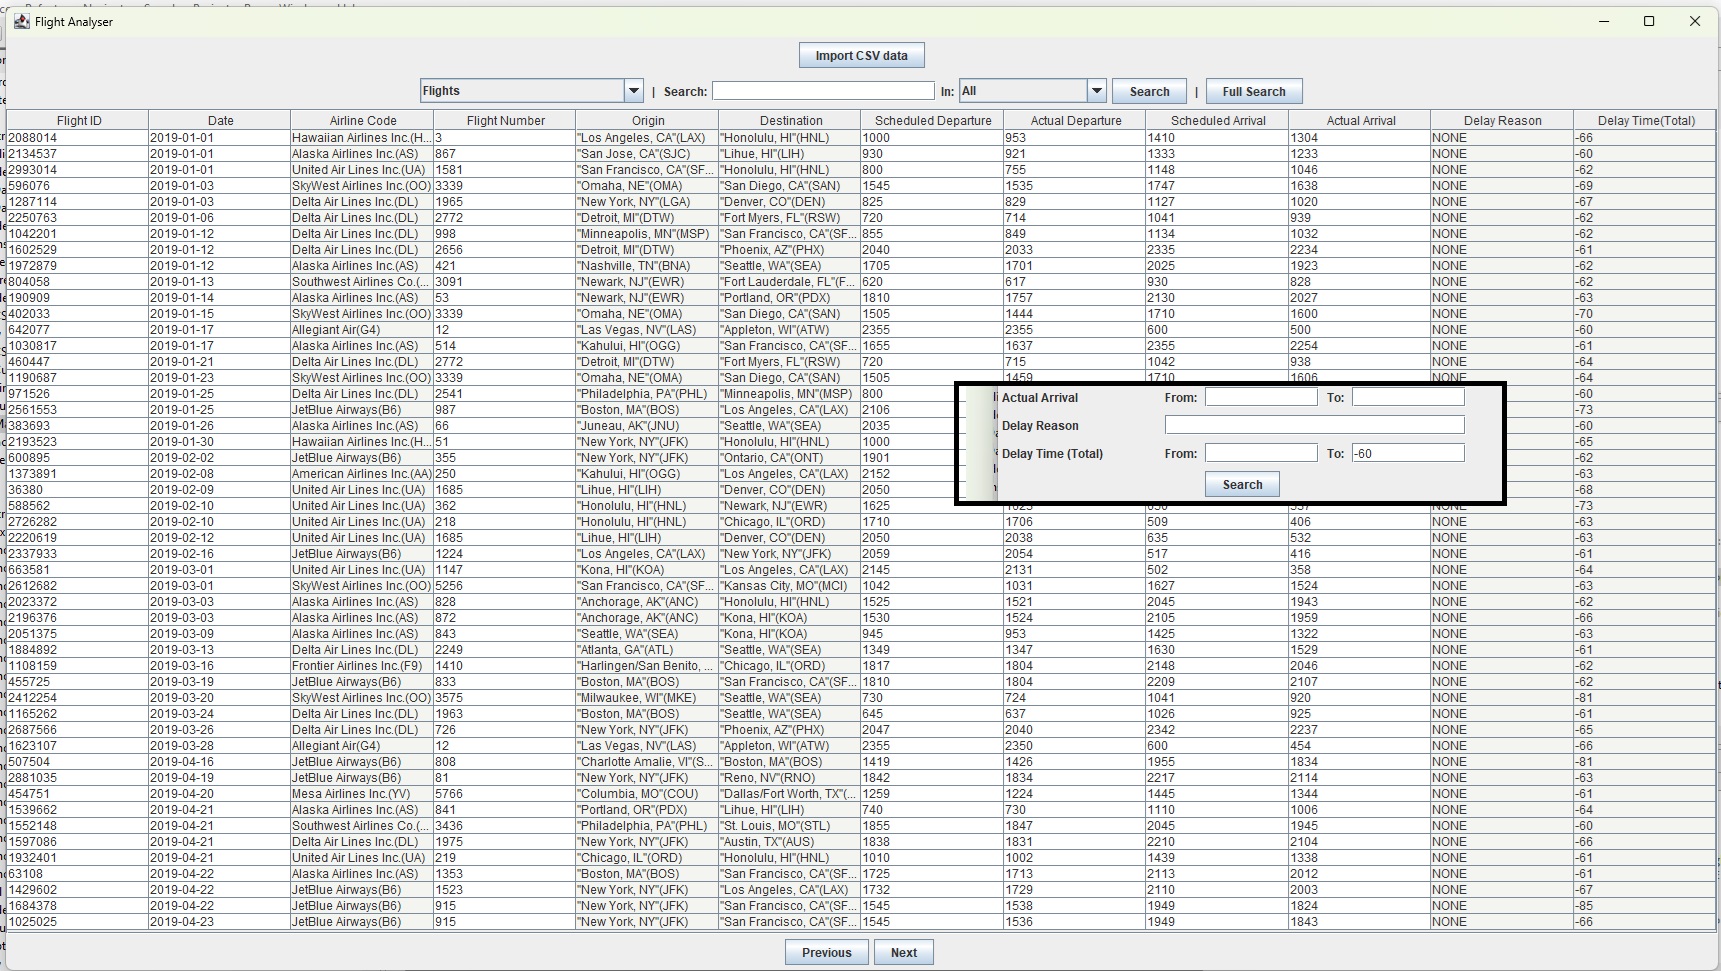 Flight Analyser
Import CSV data
Flights | Search: In: All Search | Full Search
Flight ID Date Airline Code Flight Number Origin Destination Scheduled Departure Actual Departure Scheduled Arrival Actual Arrival Delay Reason Delay Time(Total)
2088014 2019-01-01 Hawaiian Airlines Inc.(H... 3 "Los Angeles, CA"(LAX) "Honolulu, HI"(HNL) 1000 953 1410 1304 NONE -66
2134537 2019-01-01 Alaska Airlines Inc.(AS) 867 "San Jose, CA"(SJC) "Lihue, HI"(LIH) 930 921 1333 1233 NONE -60
2993014 2019-01-01 United Air Lines Inc.(UA) 1581 "San Francisco, CA"(SF... "Honolulu, HI"(HNL) 800 755 1148 1046 NONE -62
596076 2019-01-03 SkyWest Airlines Inc.(OO) 3339 "Omaha, NE"(OMA) "San Diego, CA"(SAN) 1545 1535 1747 1638 NONE -69
1287114 2019-01-03 Delta Air Lines Inc.(DL) 1965 "New York, NY"(LGA) "Denver, CO"(DEN) 825 829 1127 1020 NONE -67
2250763 2019-01-06 Delta Air Lines Inc.(DL) 2772 "Detroit, MI"(DTW) "Fort Myers, FL"(RSW) 720 714 1041 939 NONE -62
1042201 2019-01-12 Delta Air Lines Inc.(DL) 998 "Minneapolis, MN"(MSP) "San Francisco, CA"(SF... 855 849 1134 1032 NONE -62
1602529 2019-01-12 Delta Air Lines Inc.(DL) 2656 "Detroit, MI"(DTW) "Phoenix, AZ"(PHX) 2040 2033 2335 2234 NONE -61
1972879 2019-01-12 Alaska Airlines Inc.(AS) 421 "Nashville, TN"(BNA) "Seattle, WA"(SEA) 1705 1701 2025 1923 NONE -62
804058 2019-01-13 Southwest Airlines Co.(... 3091 "Newark, NJ"(EWR) "Fort Lauderdale, FL"(F... 620 617 930 828 NONE -62
190909 2019-01-14 Alaska Airlines Inc.(AS) 53 "Newark, NJ"(EWR) "Portland, OR"(PDX) 1810 1757 2130 2027 NONE -63
402033 2019-01-15 SkyWest Airlines Inc.(OO) 3339 "Omaha, NE"(OMA) "San Diego, CA"(SAN) 1505 1444 1710 1600 NONE -70
642077 2019-01-17 Allegiant Air(G4) 12 "Las Vegas, NV"(LAS) "Appleton, WI"(ATW) 2355 2355 600 500 NONE -60
1030817 2019-01-17 Alaska Airlines Inc.(AS) 514 "Kahului, HI"(OGG) "San Francisco, CA"(SF... 1655 1637 2355 2254 NONE -61
460447 2019-01-21 Delta Air Lines Inc.(DL) 2772 "Detroit, MI"(DTW) "Fort Myers, FL"(RSW) 720 715 1042 938 NONE -64
1190687 2019-01-23 SkyWest Airlines Inc.(OO) 3339 "Omaha, NE"(OMA) "San Diego, CA"(SAN) 1505 1459 1710 1606 NONE -64
971526 2019-01-25 Delta Air Lines Inc.(DL) 2541 "Philadelphia, PA"(PHL) "Minneapolis, MN"(MSP) 800 -60
2561553 2019-01-25 JetBlue Airways(B6) 987 "Boston, MA"(BOS) "Los Angeles, CA"(LAX) 2106 -73
383693 2019-01-26 Alaska Airlines Inc.(AS) 66 "Juneau, AK"(JNU) "Seattle, WA"(SEA) 2035 -60
2193523 2019-01-30 Hawaiian Airlines Inc.(H... 51 "New York, NY"(JFK) "Honolulu, HI"(HNL) 1000 -65
600895 2019-02-02 JetBlue Airways(B6) 355 "New York, NY"(JFK) "Ontario, CA"(ONT) 1901 -62
1373891 2019-02-08 American Airlines Inc.(AA) 250 "Kahului, HI"(OGG) "Los Angeles, CA"(LAX) 2152 -63
36380 2019-02-09 United Air Lines Inc.(UA) 1685 "Lihue, HI"(LIH) "Denver, CO"(DEN) 2050 -68
Actual Arrival From: To:
Delay Reason
Delay Time (Total) From: To: -60
Search
588562 2019-02-10 United Air Lines Inc.(UA) 362 "Honolulu, HI"(HNL) "Newark, NJ"(EWR) 1625 NONE -73
2726282 2019-02-10 United Air Lines Inc.(UA) 218 "Honolulu, HI"(HNL) "Chicago, IL"(ORD) 1710 1706 509 406 NONE -63
2220619 2019-02-12 United Air Lines Inc.(UA) 1685 "Lihue, HI"(LIH) "Denver, CO"(DEN) 2050 2038 635 532 NONE -63
2337933 2019-02-16 JetBlue Airways(B6) 1224 "Los Angeles, CA"(LAX) "New York, NY"(JFK) 2059 2054 517 416 NONE -61
663581 2019-03-01 United Air Lines Inc.(UA) 1147 "Kona, HI"(KOA) "Los Angeles, CA"(LAX) 2145 2131 502 358 NONE -64
2612682 2019-03-01 SkyWest Airlines Inc.(OO) 5256 "San Francisco, CA"(SF... "Kansas City, MO"(MCI) 1042 1031 1627 1524 NONE -63
2023372 2019-03-03 Alaska Airlines Inc.(AS) 828 "Anchorage, AK"(ANC) "Honolulu, HI"(HNL) 1525 1521 2045 1943 NONE -62
2196376 2019-03-03 Alaska Airlines Inc.(AS) 872 "Anchorage, AK"(ANC) "Kona, HI"(KOA) 1530 1524 2105 1959 NONE -66
2051375 2019-03-09 Alaska Airlines Inc.(AS) 843 "Seattle, WA"(SEA) "Kona, HI"(KOA) 945 953 1425 1322 NONE -63
1884892 2019-03-13 Delta Air Lines Inc.(DL) 2249 "Atlanta, GA"(ATL) "Seattle, WA"(SEA) 1349 1347 1630 1529 NONE -61
1108159 2019-03-16 Frontier Airlines Inc.(F9) 1410 "Harlingen/San Benito, ... "Chicago, IL"(ORD) 1817 1804 2148 2046 NONE -62
455725 2019-03-19 JetBlue Airways(B6) 833 "Boston, MA"(BOS) "San Francisco, CA"(SF... 1810 1804 2209 2107 NONE -62
2412254 2019-03-20 SkyWest Airlines Inc.(OO) 3575 "Milwaukee, WI"(MKE) "Seattle, WA"(SEA) 730 724 1041 920 NONE -81
1165262 2019-03-24 Delta Air Lines Inc.(DL) 1963 "Boston, MA"(BOS) "Seattle, WA"(SEA) 645 637 1026 925 NONE -61
2687566 2019-03-26 Delta Air Lines Inc.(DL) 726 "New York, NY"(JFK) "Phoenix, AZ"(PHX) 2047 2040 2342 2237 NONE -65
1623107 2019-03-28 Allegiant Air(G4) 12 "Las Vegas, NV"(LAS) "Appleton, WI"(ATW) 2355 2350 600 454 NONE -66
507504 2019-04-16 JetBlue Airways(B6) 808 "Charlotte Amalie, VI"(S... "Boston, MA"(BOS) 1419 1426 1955 1834 NONE -81
2881035 2019-04-19 JetBlue Airways(B6) 81 "New York, NY"(JFK) "Reno, NV"(RNO) 1842 1834 2217 2114 NONE -63
454751 2019-04-20 Mesa Airlines Inc.(YV) 5766 "Columbia, MO"(COU) "Dallas/Fort Worth, TX"(... 1259 1224 1445 1344 NONE -61
1539662 2019-04-21 Alaska Airlines Inc.(AS) 841 "Portland, OR"(PDX) "Lihue, HI"(LIH) 740 730 1110 1006 NONE -64
1552148 2019-04-21 Southwest Airlines Co.(... 3436 "Philadelphia, PA"(PHL) "St. Louis, MO"(STL) 1855 1847 2045 1945 NONE -60
1597086 2019-04-21 Delta Air Lines Inc.(DL) 1975 "New York, NY"(JFK) "Austin, TX"(AUS) 1838 1831 2210 2104 NONE -66
1932401 2019-04-21 United Air Lines Inc.(UA) 219 "Chicago, IL"(ORD) "Honolulu, HI"(HNL) 1010 1002 1439 1338 NONE -61
63108 2019-04-22 Alaska Airlines Inc.(AS) 1353 "Boston, MA"(BOS) "San Francisco, CA"(SF... 1725 1713 2113 2012 NONE -61
1429602 2019-04-22 JetBlue Airways(B6) 1523 "New York, NY"(JFK) "Los Angeles, CA"(LAX) 1732 1729 2110 2003 NONE -67
1684378 2019-04-22 JetBlue Airways(B6) 915 "New York, NY"(JFK) "San Francisco, CA"(SF... 1545 1538 1949 1824 NONE -85
1025025 2019-04-23 JetBlue Airways(B6) 915 "New York, NY"(JFK) "San Francisco, CA"(SF... 1545 1536 1949 1843 NONE -66
Previous Next